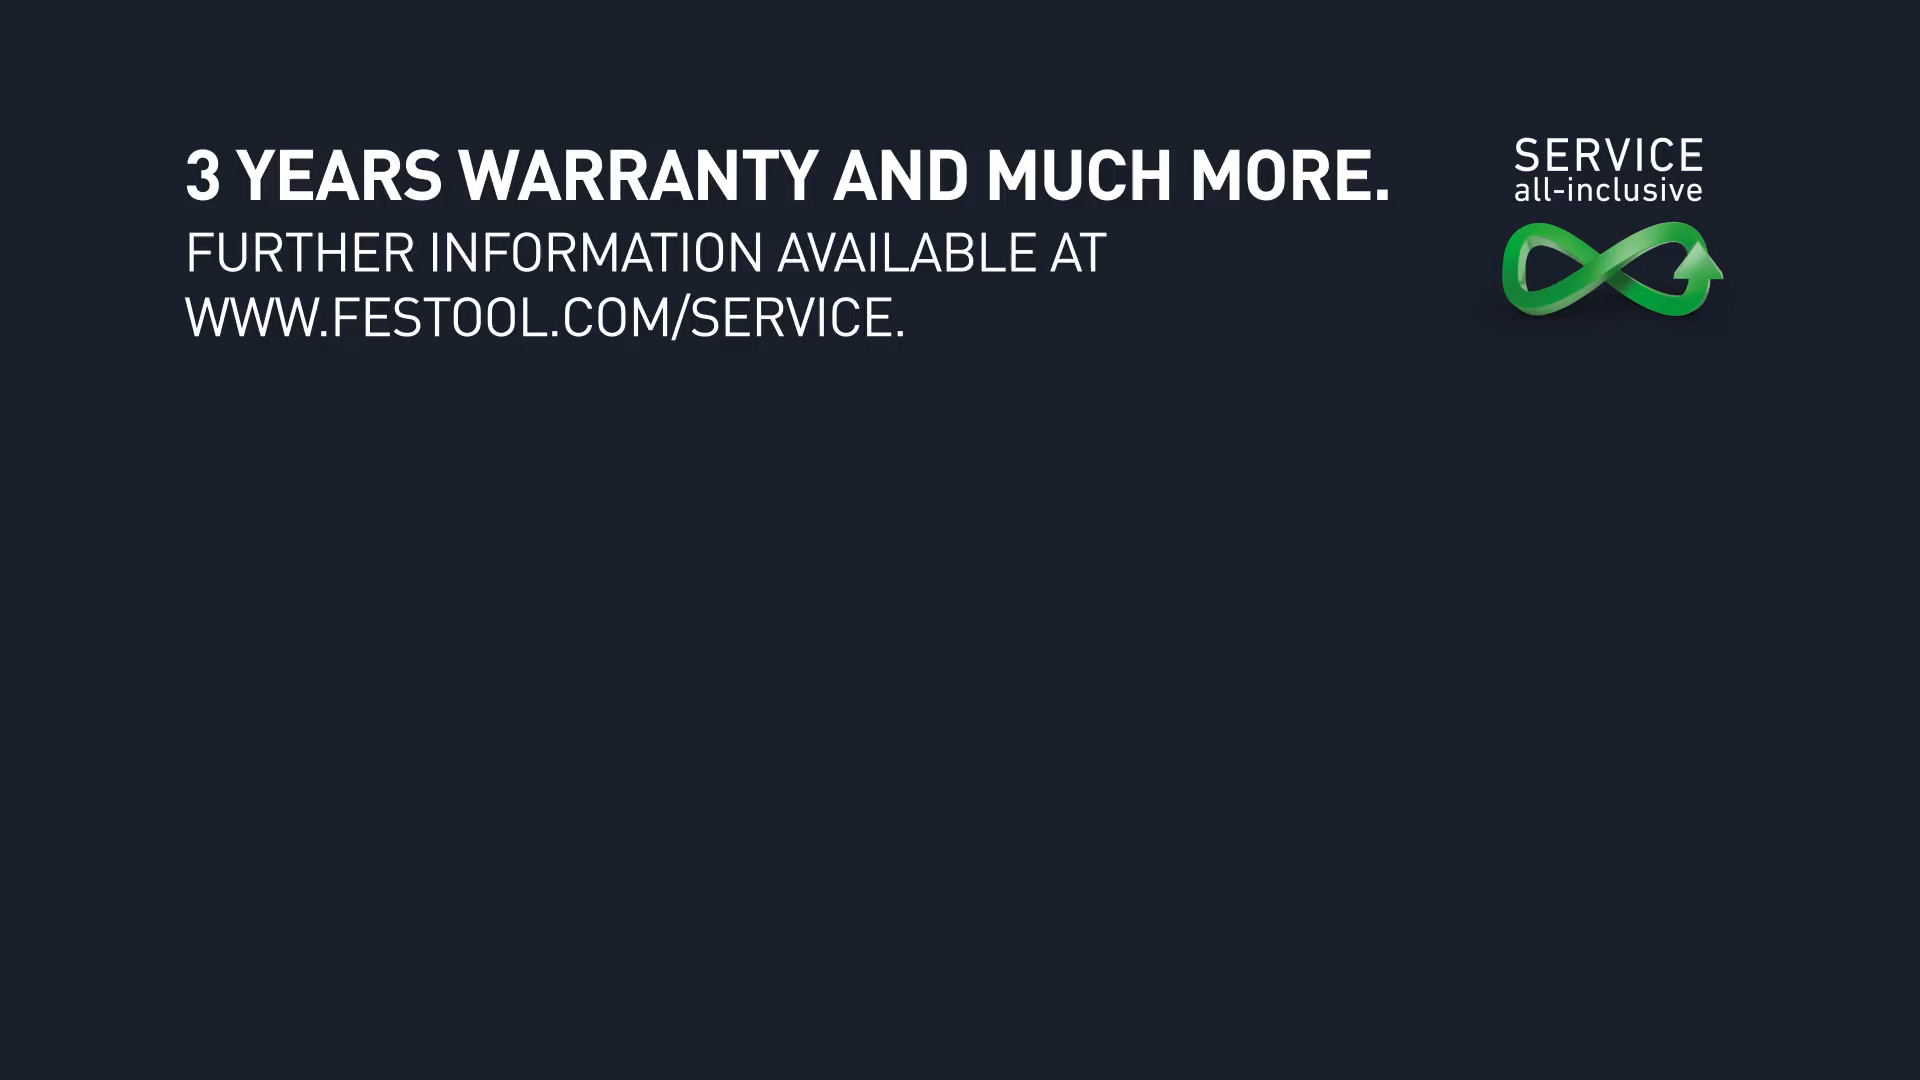 3 YEARS WARRANTY AND MUCH MORE.
FURTHER INFORMATION AVAILABLE AT
WWW.FESTOOL.COM/SERVICE.
SERVICE
all-inclusive